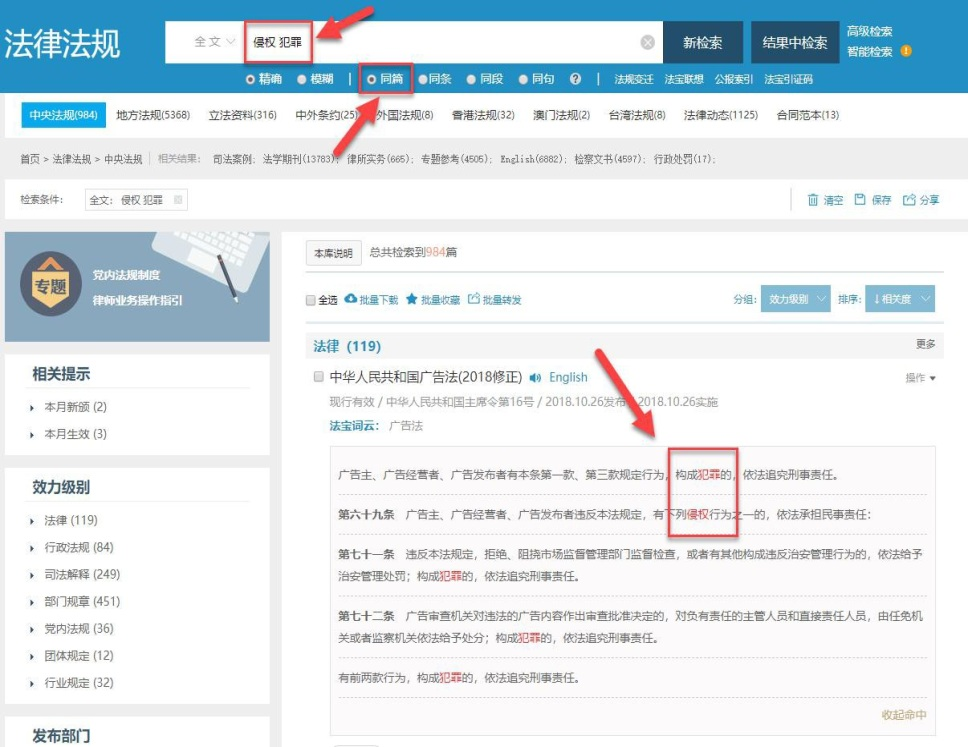 法律法规
全文 侵权 犯罪 新检索 结果中检索 高级检索
智能检索
精确 模糊 | 同篇 同条 同段 同句 | 法规变迁 法宝联想 公报索引 法宝引证码
中央法规(984) 地方法规(5368) 立法资料(316) 中外条约(25) 外国法规(8) 香港法规(32) 澳门法规(2) 台湾法规(8) 法律动态(1125) 合同范本(13)
首页 > 法律法规 > 中央法规 | 相关结果: 司法案例; 法学期刊(13783); 律所实务(665); 专题参考(4505); English(6882); 检察文书(4597); 行政处罚(17);
检索条件: 全文: 侵权 犯罪 清空 保存 分享
专题
党内法规制度
律师业务操作指引
相关提示
本月新颁 (2)
本月生效 (3)
效力级别
法律 (119)
行政法规 (84)
司法解释 (249)
部门规章 (451)
党内法规 (36)
团体规定 (12)
行业规定 (32)
发布部门
本库说明 总共检索到984篇
全选 批量下载 批量收藏 批量转发 分组: 效力级别 排序: ↓相关度
法律 (119) 更多
中华人民共和国广告法(2018修正) English 操作
现行有效 / 中华人民共和国主席令第16号 / 2018.10.26发布 / 2018.10.26实施
法宝词云: 广告法
广告主、广告经营者、广告发布者有本条第一款、第三款规定行为，构成犯罪的，依法追究刑事责任。
第六十九条 广告主、广告经营者、广告发布者违反本法规定，有下列侵权行为之一的，依法承担民事责任：
第七十一条 违反本法规定，拒绝、阻挠市场监督管理部门监督检查，或者有其他构成违反治安管理行为的，依法给予
治安管理处罚；构成犯罪的，依法追究刑事责任。
第七十二条 广告审查机关对违法的广告内容作出审查批准决定的，对负有责任的主管人员和直接责任人员，由任免机
关或者监察机关依法给予处分；构成犯罪的，依法追究刑事责任。
有前两款行为，构成犯罪的，依法追究刑事责任。
收起命中